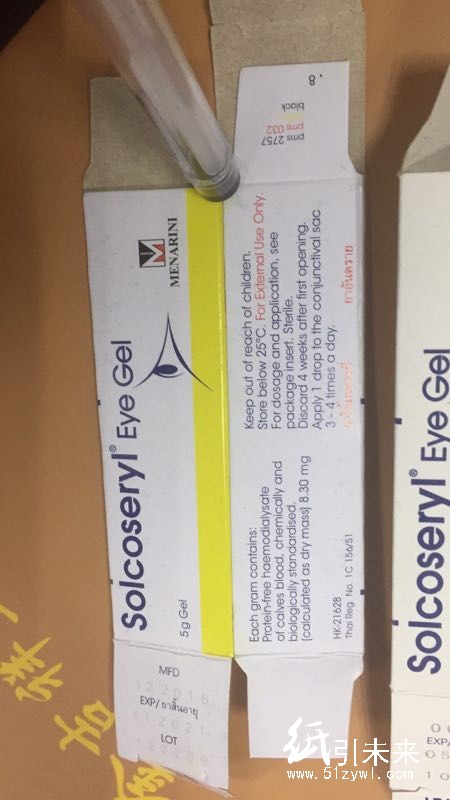 Solcoseryl® Eye Gel
5 g Gel
MENARINI
Each gram contains:
Protein-free haemodialysate
of calves blood, chemically and
biologically standardised.
(calculated as dry mass) 8.30 mg
HK-21628
Thai Reg. No. 1C 156/51
Keep out of reach of children.
Store below 25°C. For External Use Only.
For dosage and application, see
package insert. Sterile.
Discard 4 weeks after first opening.
Apply 1 drop to the conjunctival sac
3 - 4 times a day.
ยาอันตราย
pms 2757
pms 032
black
8
MFD
122016
EXP/ยาสิ้นอายุ
112021
LOT
Solcoseryl® Eye Gel
EXP/
纸引未来
www.51zywl.com